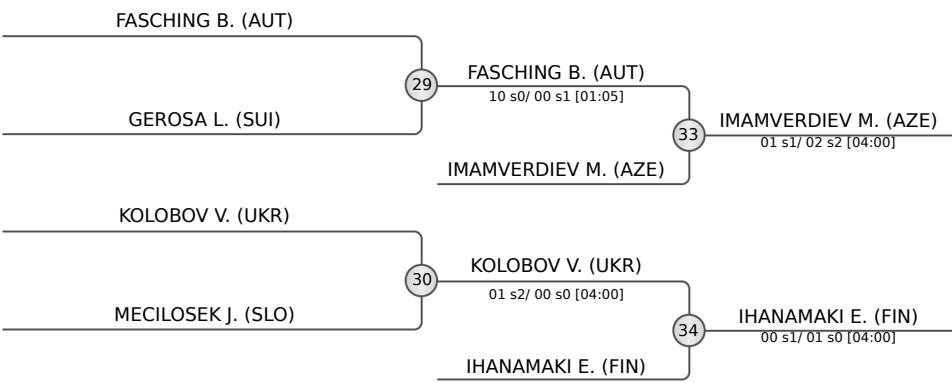 FASCHING B. (AUT)
29
FASCHING B. (AUT)
10 s0/ 00 s1 [01:05]
GEROSA L. (SUI)
33
IMAMVERDIEV M. (AZE)
01 s1/ 02 s2 [04:00]
IMAMVERDIEV M. (AZE)
KOLOBOV V. (UKR)
30
KOLOBOV V. (UKR)
01 s2/ 00 s0 [04:00]
MECILOSEK J. (SLO)
34
IHANAMAKI E. (FIN)
00 s1/ 01 s0 [04:00]
IHANAMAKI E. (FIN)